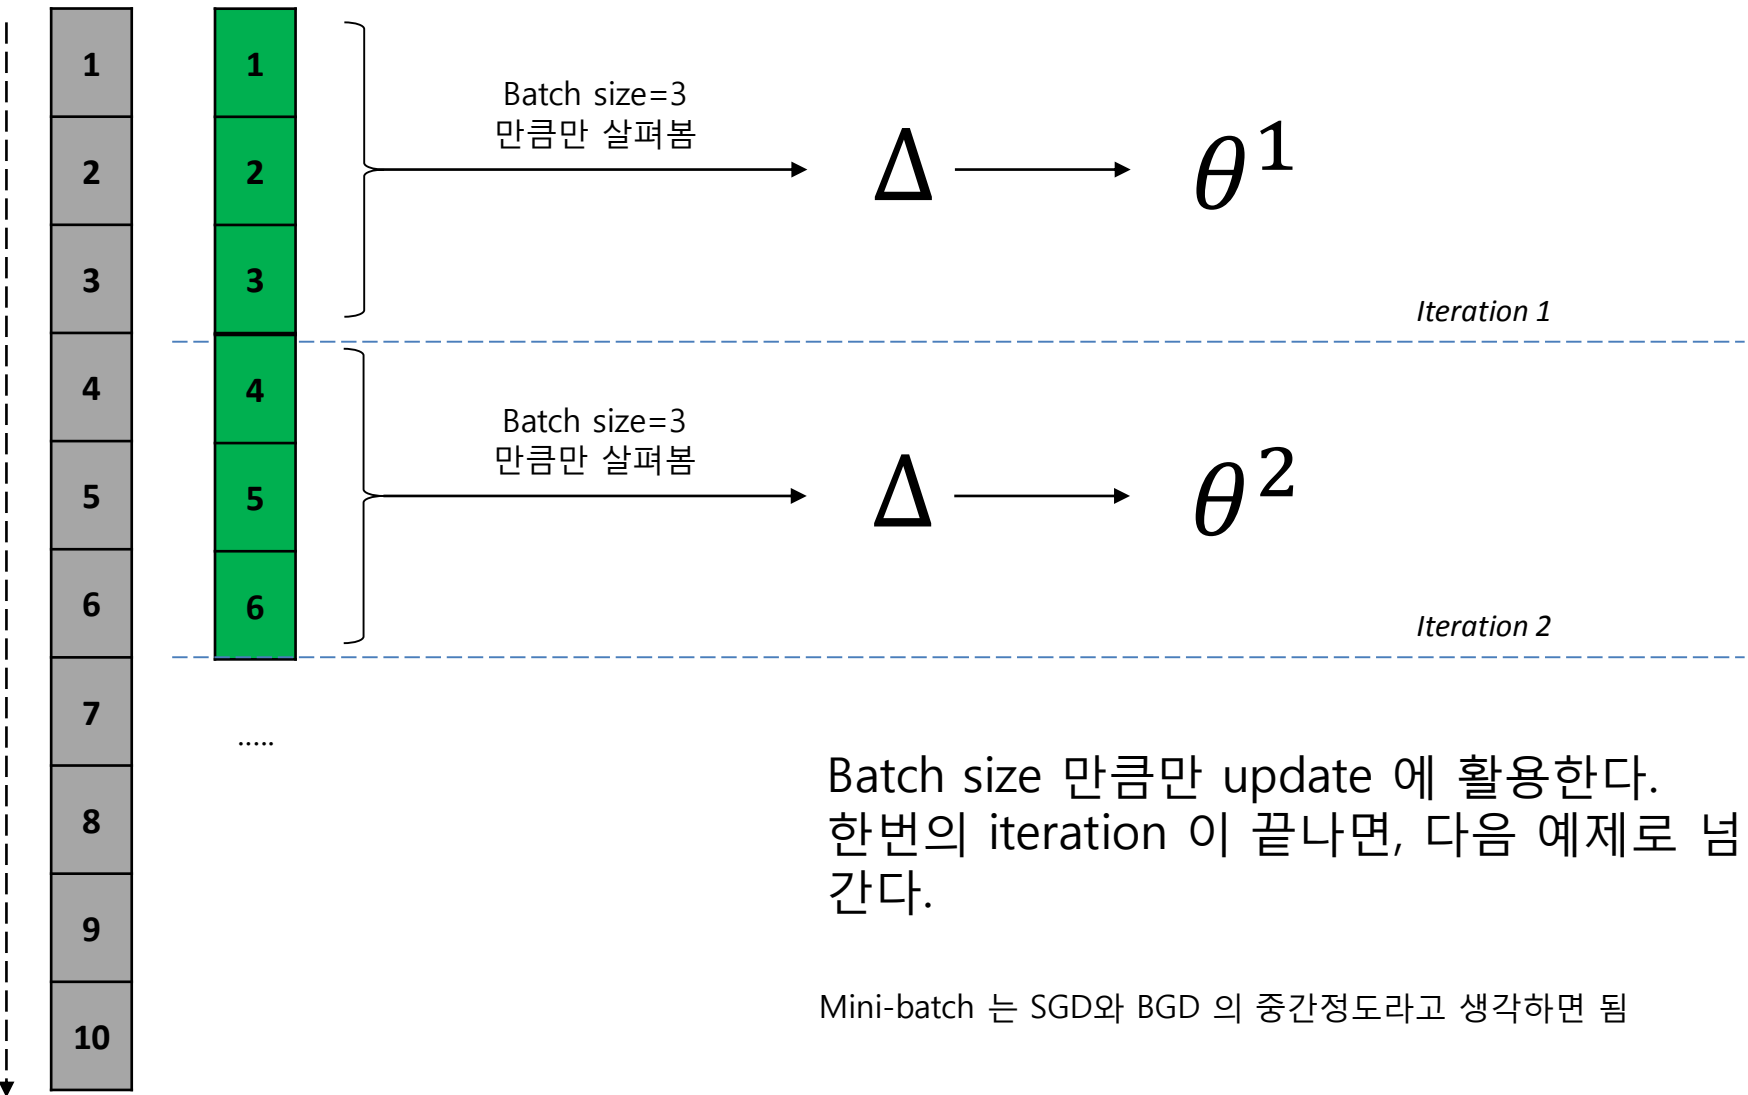 1
2
3
4
5
6
7
8
9
10
1
2
3
4
5
6
.....
Batch size=3
만큼만 살펴봄
Δ
θ¹
Iteration 1
Batch size=3
만큼만 살펴봄
Δ
θ²
Iteration 2
Batch size 만큼만 update 에 활용한다.
한번의 iteration 이 끝나면, 다음 예제로 넘
간다.
Mini-batch 는 SGD와 BGD 의 중간정도라고 생각하면 됨